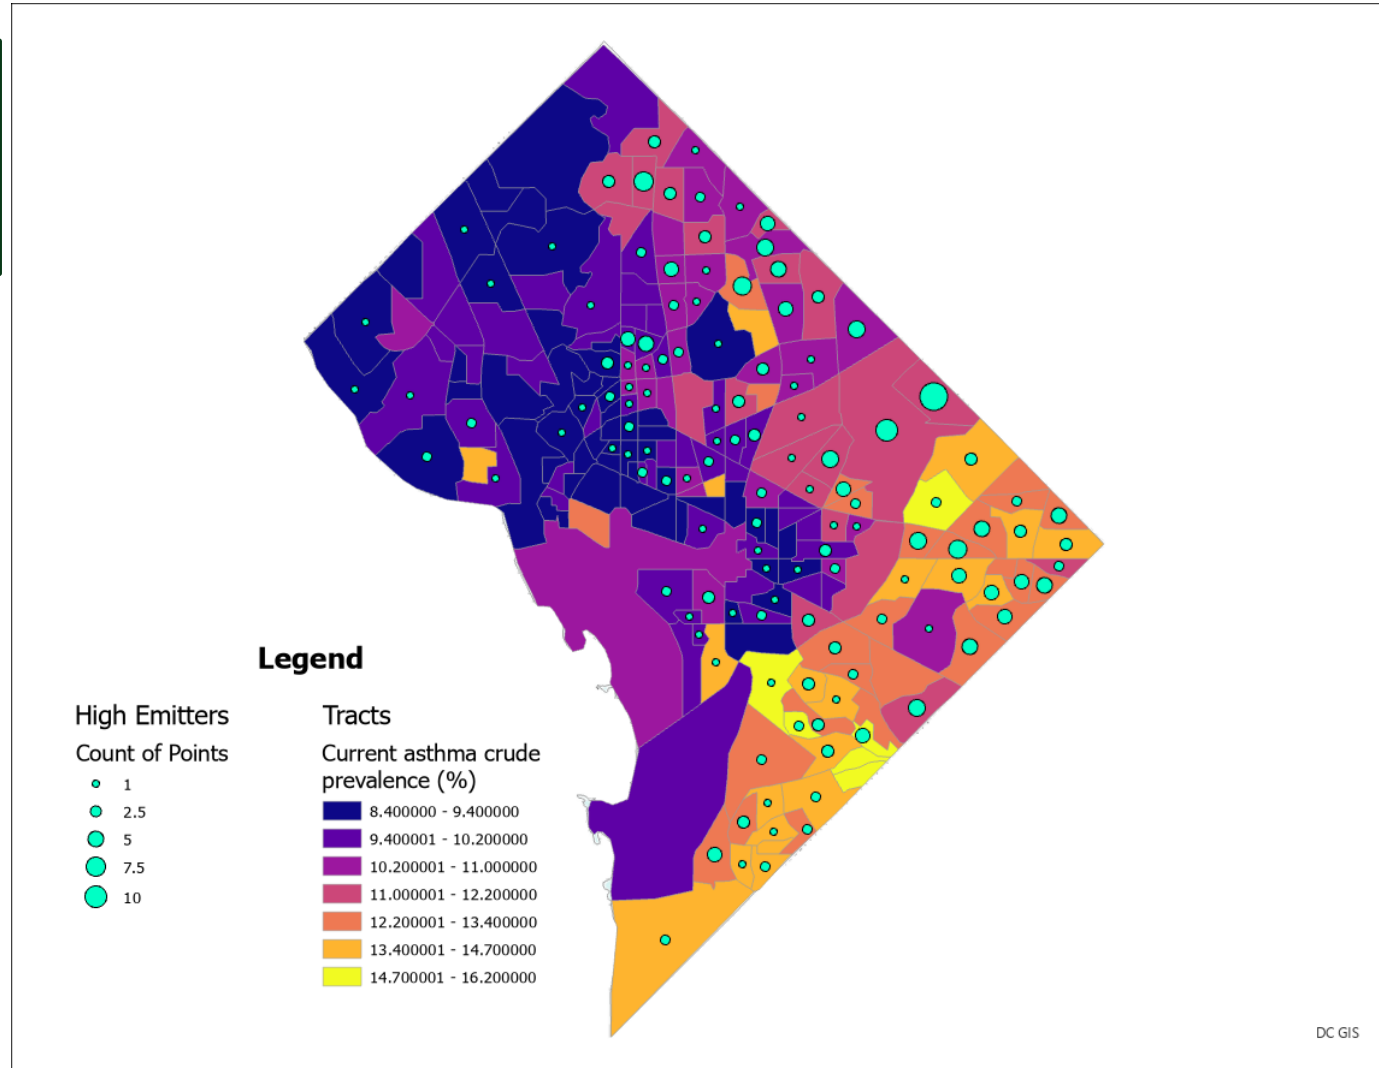 Legend
High Emitters
Count of Points
1
2.5
5
7.5
10
Tracts
Current asthma crude
prevalence (%)
8.400000 - 9.400000
9.400001 - 10.200000
10.200001 - 11.000000
11.000001 - 12.200000
12.200001 - 13.400000
13.400001 - 14.700000
14.700001 - 16.200000
DC GIS